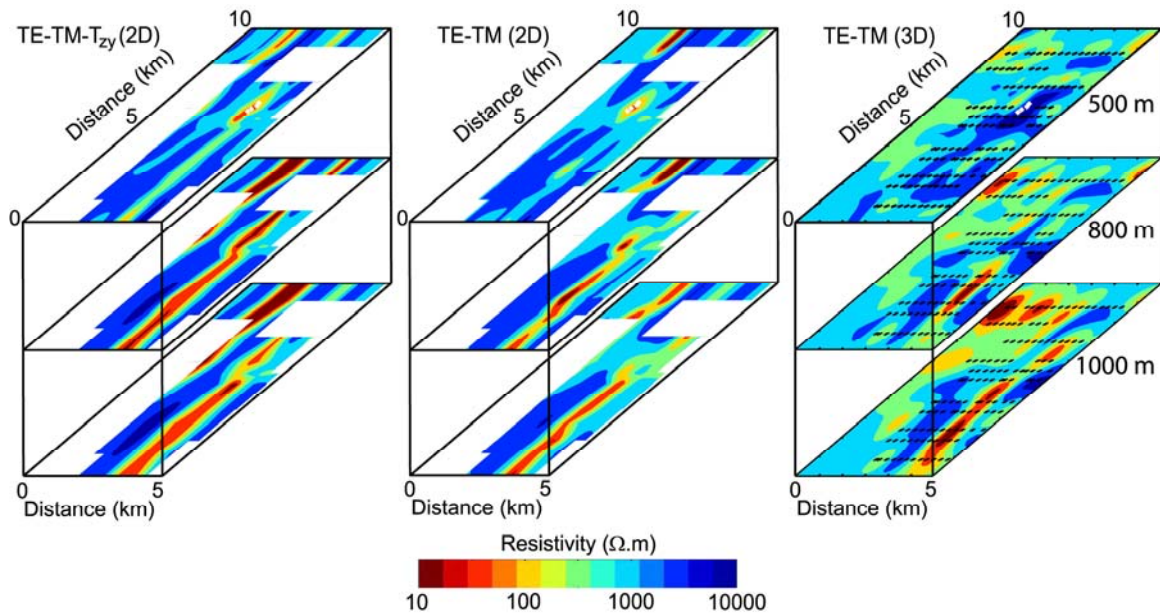 10
TE-TM-Tzy (2D)
Distance (km)
5
0
0
5
Distance (km)
10
TE-TM (2D)
Distance (km)
5
0
0
5
Distance (km)
10
TE-TM (3D)
Distance (km)
5
0
500 m
800 m
1000 m
0
5
Distance (km)
Resistivity (Ω.m)
10 100 1000 10000